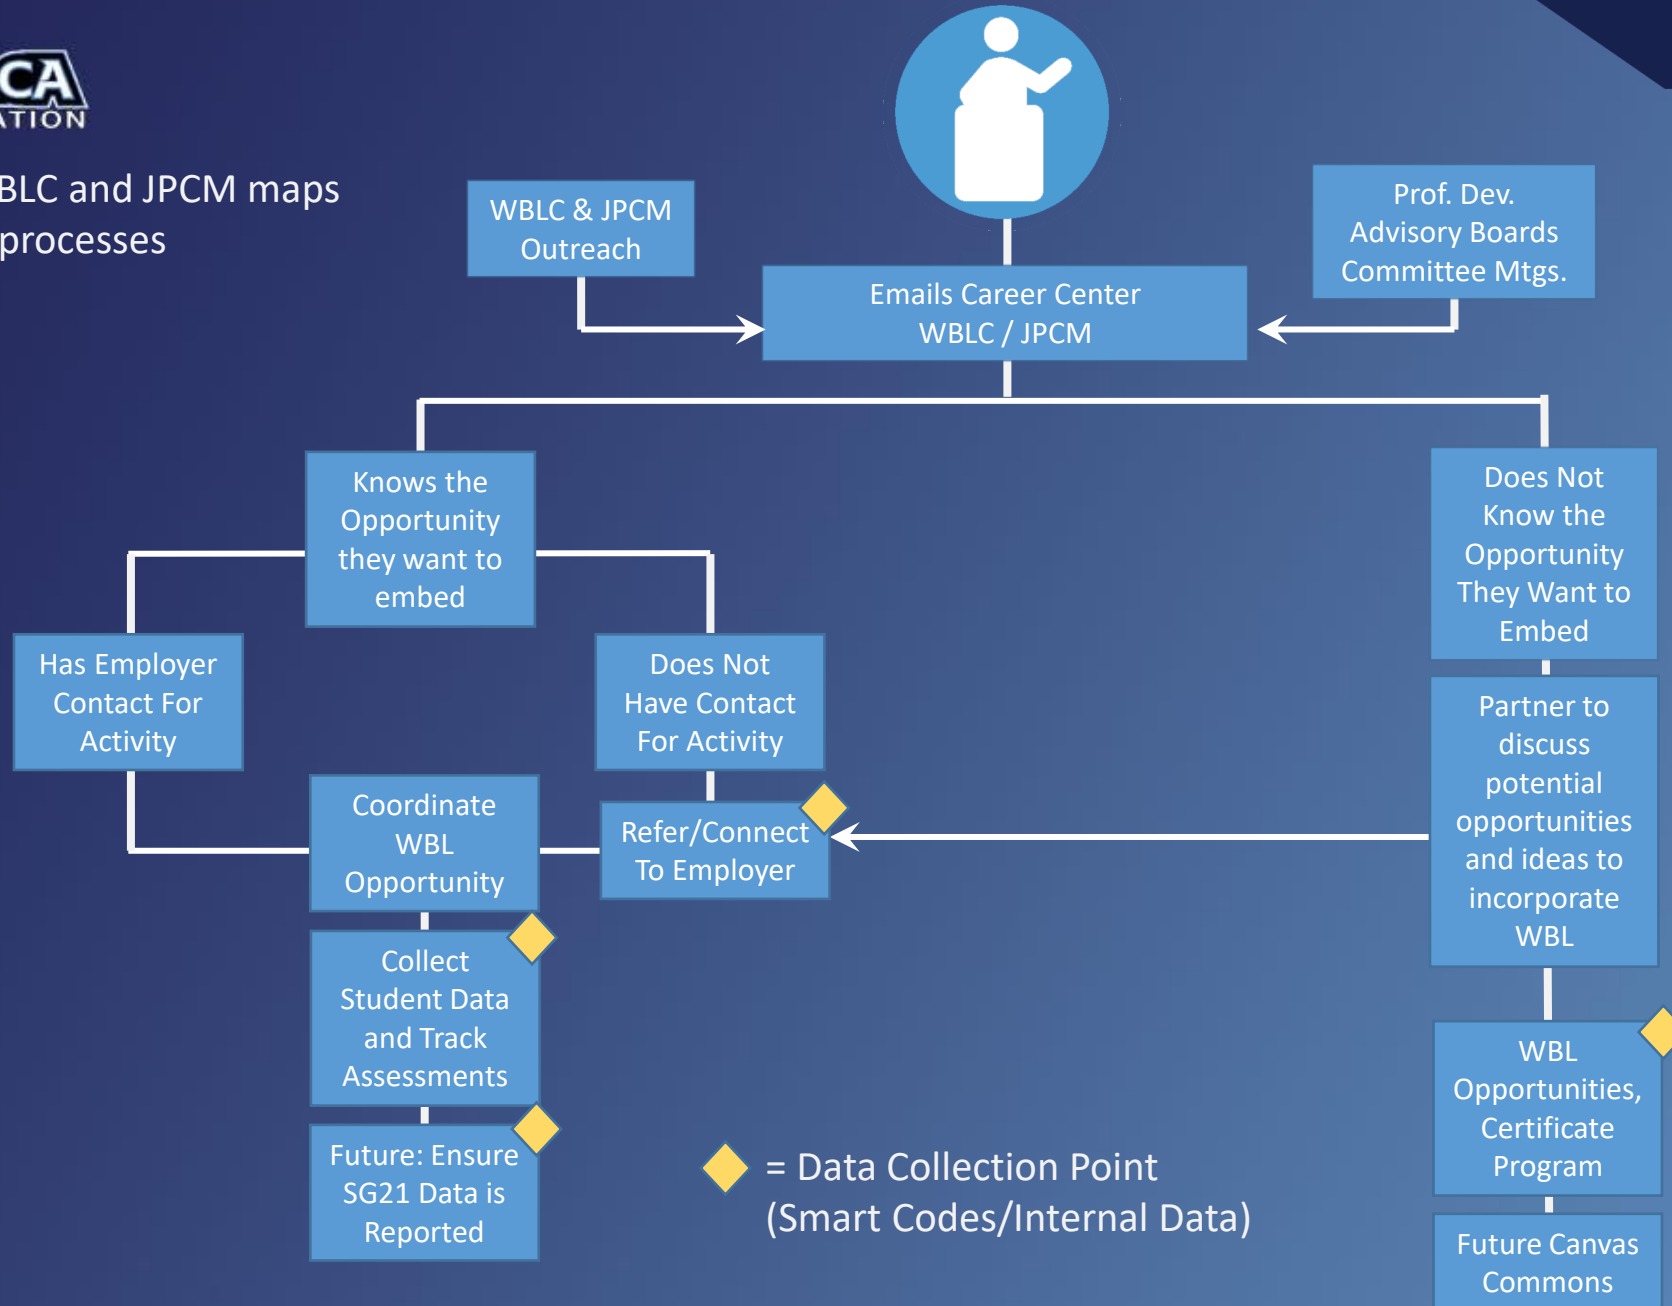 CA
ATION
BLC and JPCM maps
processes
WBLC & JPCM
Outreach
Prof. Dev.
Advisory Boards
Committee Mtgs.
Emails Career Center
WBLC / JPCM
Knows the
Opportunity
they want to
embed
Does Not
Know the
Opportunity
They Want to
Embed
Has Employer
Contact For
Activity
Does Not
Have Contact
For Activity
Partner to
discuss
potential
opportunities
and ideas to
incorporate
WBL
Coordinate
WBL
Opportunity
Refer/Connect
To Employer
Collect
Student Data
and Track
Assessments
WBL
Opportunities,
Certificate
Program
Future: Ensure
SG21 Data is
Reported
= Data Collection Point
(Smart Codes/Internal Data)
Future Canvas
Commons